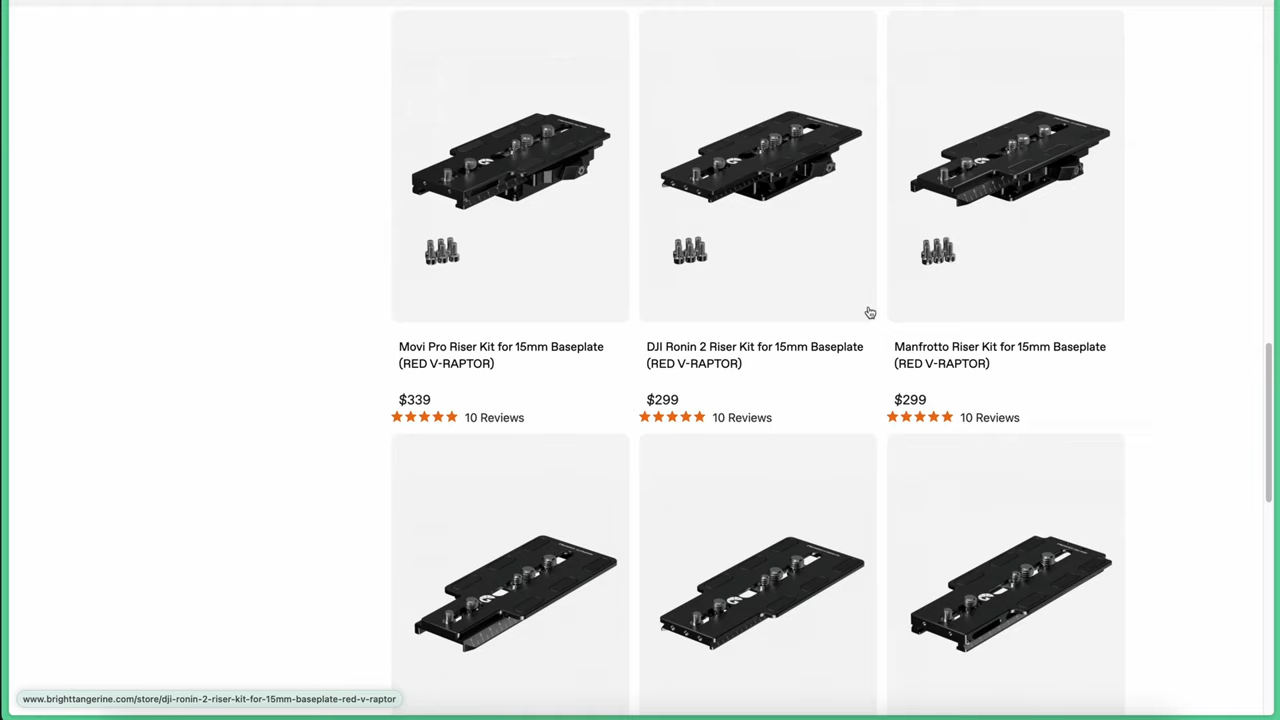 Movi Pro Riser Kit for 15mm Baseplate
(RED V-RAPTOR)
$339
10 Reviews
DJI Ronin 2 Riser Kit for 15mm Baseplate
(RED V-RAPTOR)
$299
10 Reviews
Manfrotto Riser Kit for 15mm Baseplate
(RED V-RAPTOR)
$299
10 Reviews
www.brighttangerine.com/store/dji-ronin-2-riser-kit-for-15mm-baseplate-red-v-raptor